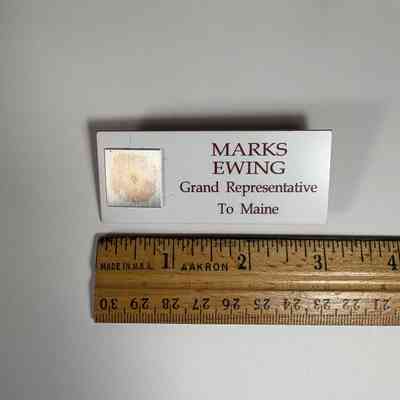 MARKS
EWING
Grand Representative
To Maine
1 2 3 4
MADE IN U.S.A. AAKRON
30 29 28 27 26 25 24 23 22 21